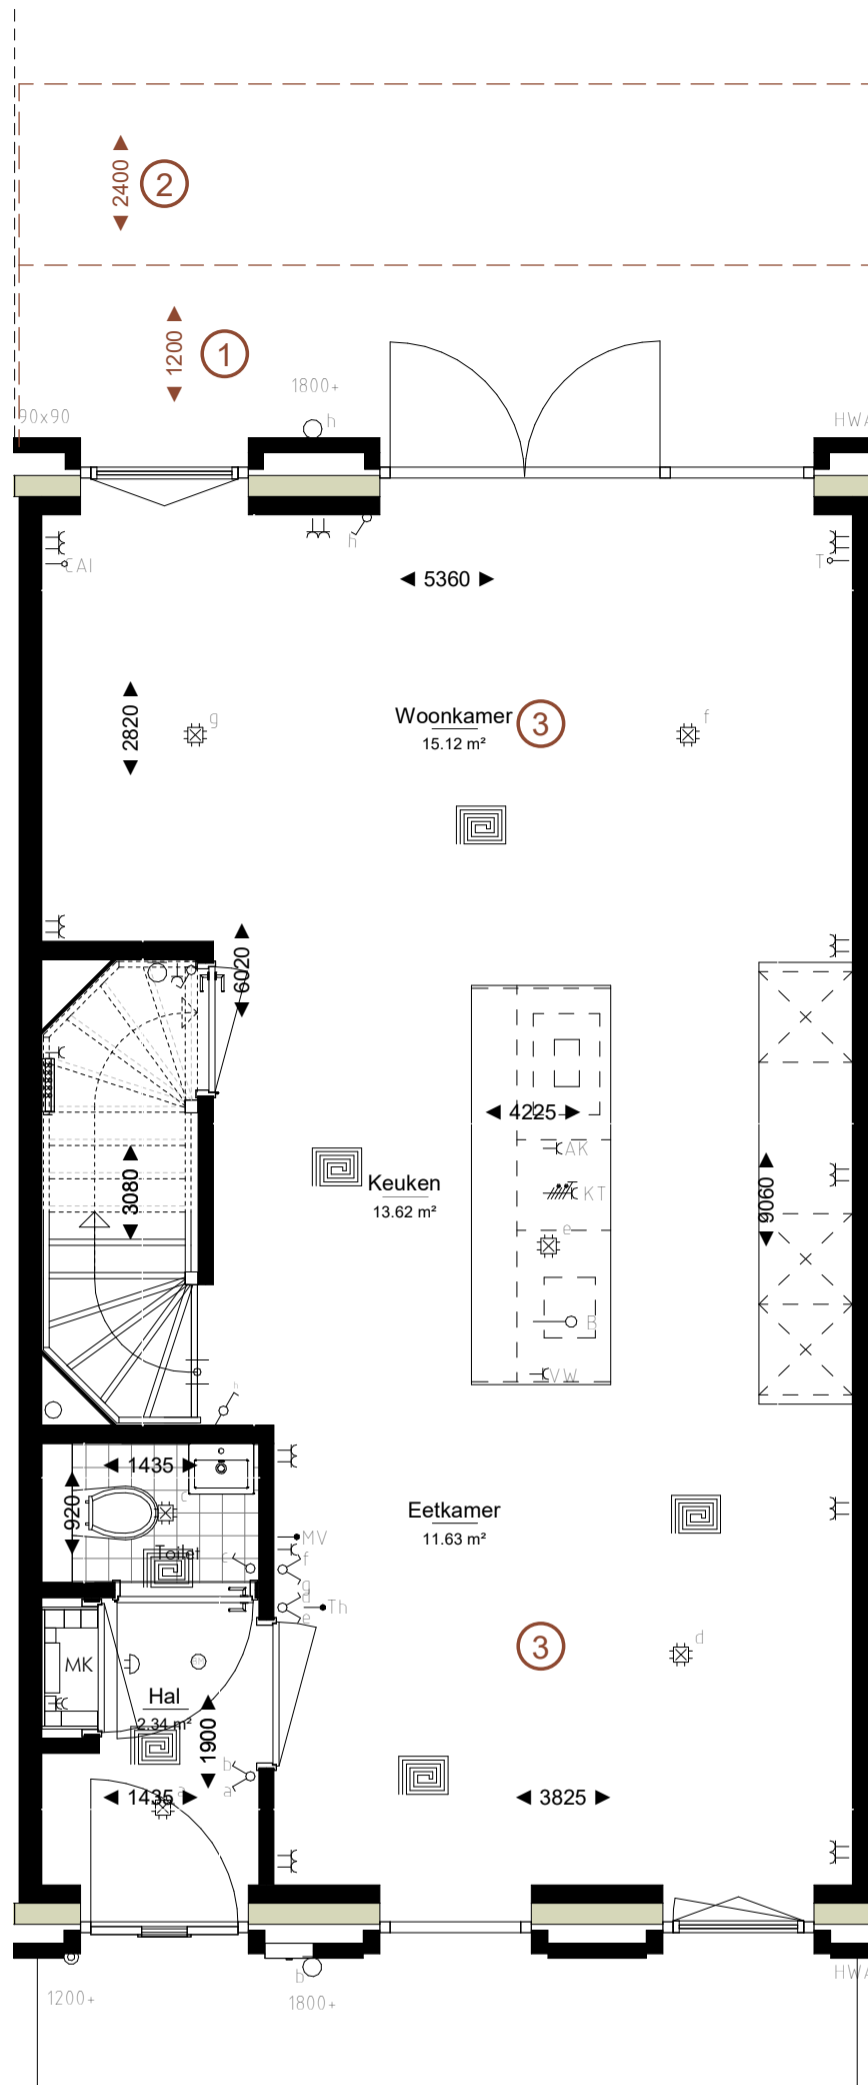 2400
2
1200
1
1800+
90x90
h
HWA
h
CAI
T
5360
2820
g
Woonkamer
3
f
15.12 m²
6020
4225
AK
3080
Keuken
13.62 m²
KT
9060
e
B
VW
1435
920
c
Toilet
Eetkamer
11.63 m²
MV
c
f
g
d
e
Th
3
d
MK
Hal
2.34 m²
1900
b
a
1435
a
3825
b
1200+
1800+
HWA